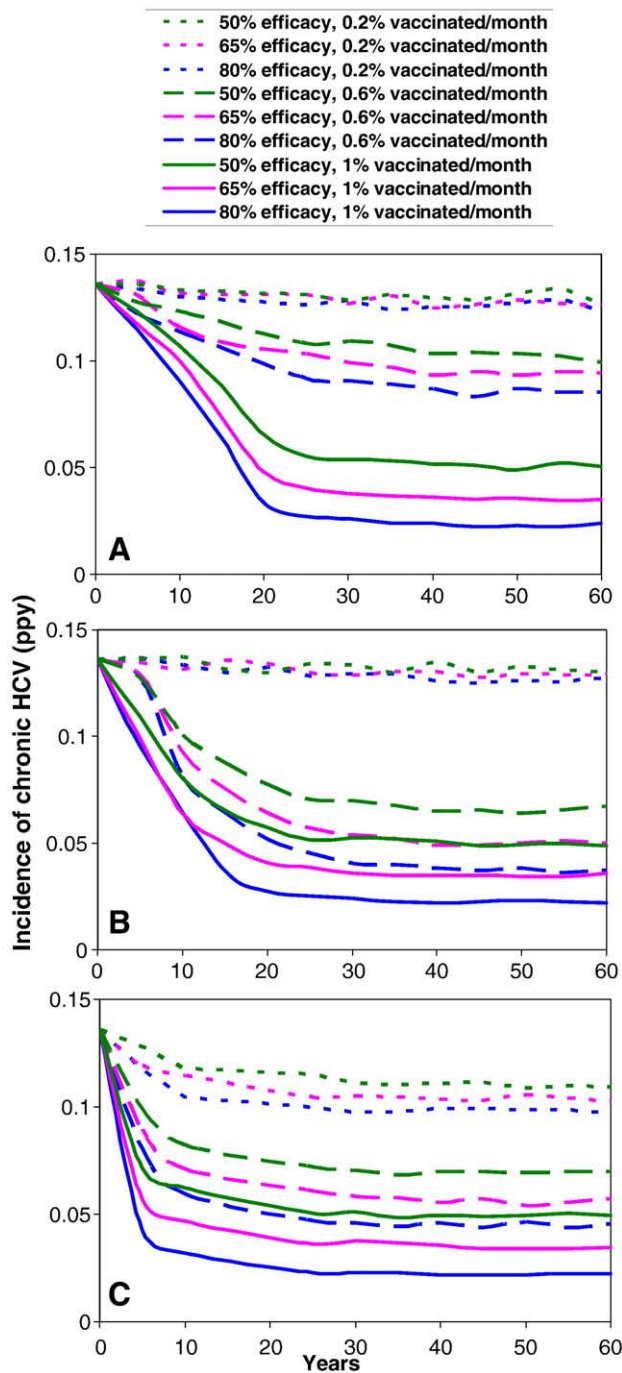 50% efficacy, 0.2% vaccinated/month
65% efficacy, 0.2% vaccinated/month
80% efficacy, 0.2% vaccinated/month
50% efficacy, 0.6% vaccinated/month
65% efficacy, 0.6% vaccinated/month
80% efficacy, 0.6% vaccinated/month
50% efficacy, 1% vaccinated/month
65% efficacy, 1% vaccinated/month
80% efficacy, 1% vaccinated/month
Incidence of chronic HCV (ppy)
0.15
0.1
0.05
0
A
0 10 20 30 40 50 60
0.15
0.1
0.05
0
B
0 10 20 30 40 50 60
0.15
0.1
0.05
0
C
0 10 20 30 40 50 60
Years